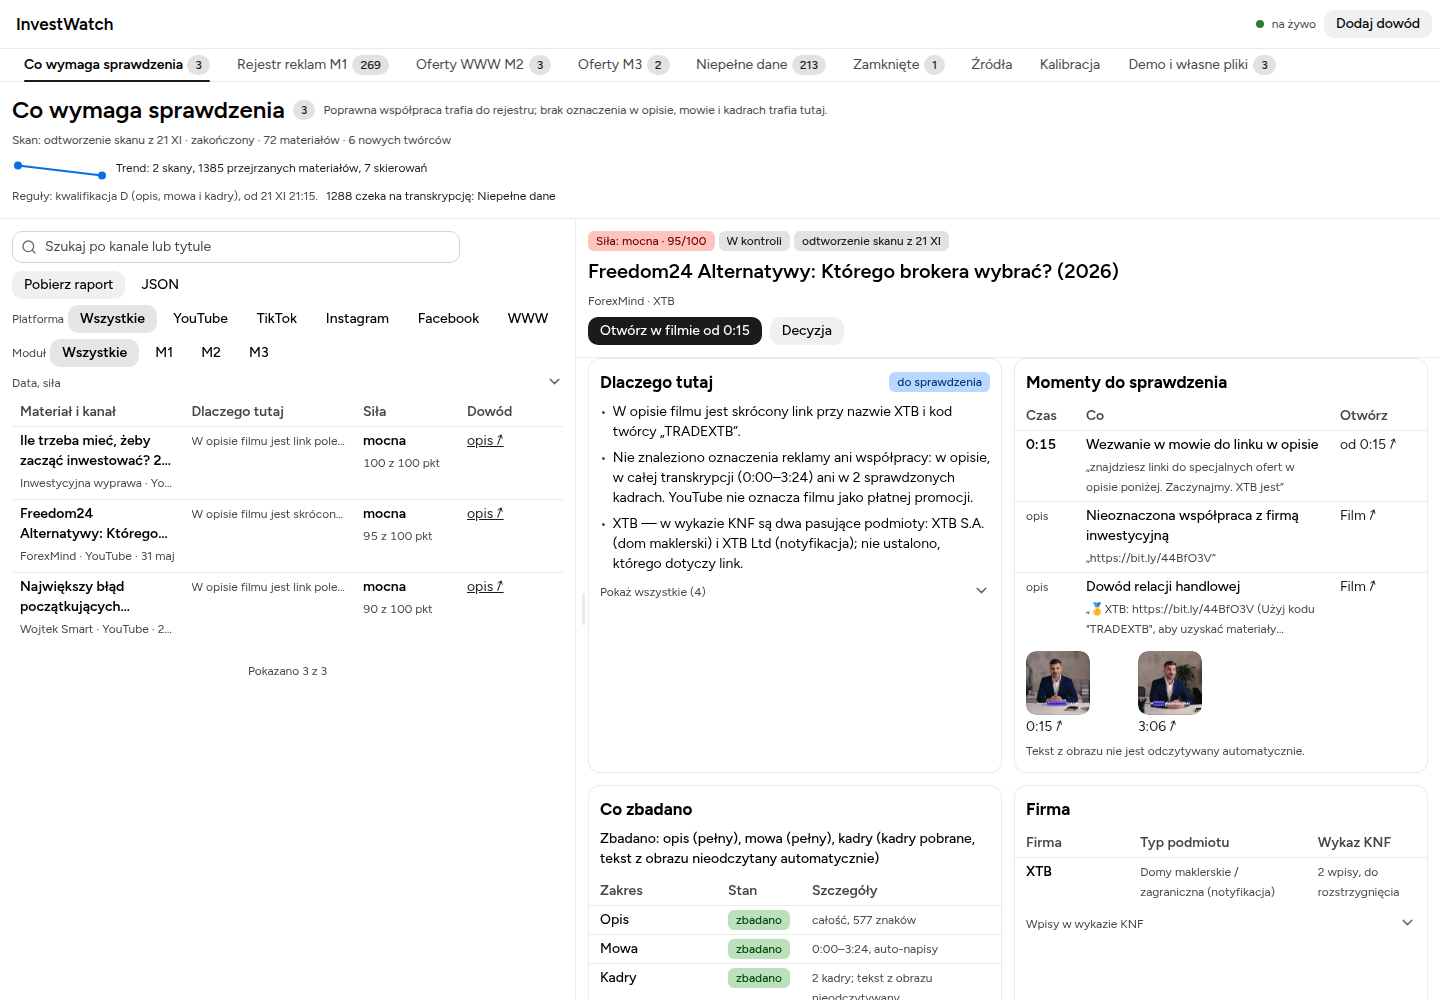 InvestWatch
na żywo
Dodaj dowód
Co wymaga sprawdzenia 3
Rejestr reklam M1 269
Oferty WWW M2 3
Oferty M3 2
Niepełne dane 213
Zamknięte 1
Źródła
Kalibracja
Demo i własne pliki 3
Co wymaga sprawdzenia 3 Poprawna współpraca trafia do rejestru; brak oznaczenia w opisie, mowie i kadrach trafia tutaj.
Skan: odtworzenie skanu z 21 XI · zakończony · 72 materiałów · 6 nowych twórców
Trend: 2 skany, 1385 przejrzanych materiałów, 7 skierowań
Reguły: kwalifikacja D (opis, mowa i kadry), od 21 XI 21:15. 1288 czeka na transkrypcję: Niepełne dane
Szukaj po kanale lub tytule
Pobierz raport JSON
Platforma Wszystkie YouTube TikTok Instagram Facebook WWW
Moduł Wszystkie M1 M2 M3
Data, siła
Materiał i kanał Dlaczego tutaj Siła Dowód
Ile trzeba mieć, żeby
zacząć inwestować? 2...
Inwestycyjna wyprawa · Yo...
W opisie filmu jest link pole...
mocna
100 z 100 pkt
opis ↗
Freedom24
Alternatywy: Którego...
ForexMind · YouTube · 31 maj
W opisie filmu jest skrócon...
mocna
95 z 100 pkt
opis ↗
Największy błąd
początkujących...
Wojtek Smart · YouTube · 2...
W opisie filmu jest link pole...
mocna
90 z 100 pkt
opis ↗
Pokazano 3 z 3
Siła: mocna · 95/100 W kontroli odtworzenie skanu z 21 XI
Freedom24 Alternatywy: Którego brokera wybrać? (2026)
ForexMind · XTB
Otwórz w filmie od 0:15 Decyzja
Dlaczego tutaj do sprawdzenia
• W opisie filmu jest skrócony link przy nazwie XTB i kod
twórcy „TRADEXTB”.
• Nie znaleziono oznaczenia reklamy ani współpracy: w opisie,
w całej transkrypcji (0:00–3:24) ani w 2 sprawdzonych
kadrach. YouTube nie oznacza filmu jako płatnej promocji.
• XTB — w wykazie KNF są dwa pasujące podmioty: XTB S.A.
(dom maklerski) i XTB Ltd (notyfikacja); nie ustalono,
którego dotyczy link.
Pokaż wszystkie (4)
Momenty do sprawdzenia
Czas Co Otwórz
0:15 Wezwanie w mowie do linku w opisie od 0:15 ↗
„znajdziesz linki do specjalnych ofert w
opisie poniżej. Zaczynajmy. XTB jest”
opis Nieoznaczona współpraca z firmą Film ↗
inwestycyjną
„https://bit.ly/44BfO3V”
opis Dowód relacji handlowej Film ↗
„🥇XTB: https://bit.ly/44BfO3V (Użyj kodu
"TRADEXTB", aby uzyskać materiały...
0:15 ↗ 3:06 ↗
Tekst z obrazu nie jest odczytywany automatycznie.
Co zbadano
Zbadano: opis (pełny), mowa (pełny), kadry (kadry pobrane,
tekst z obrazu nieodczytany automatycznie)
Zakres Stan Szczegóły
Opis zbadano całość, 577 znaków
Mowa zbadano 0:00–3:24, auto-napisy
Kadry zbadano 2 kadry; tekst z obrazu
nieodczytywany
Firma
Firma Typ podmiotu Wykaz KNF
XTB
Domy maklerskie /
zagraniczna (notyfikacja)
2 wpisy, do
rozstrzygnięcia
Wpisy w wykazie KNF